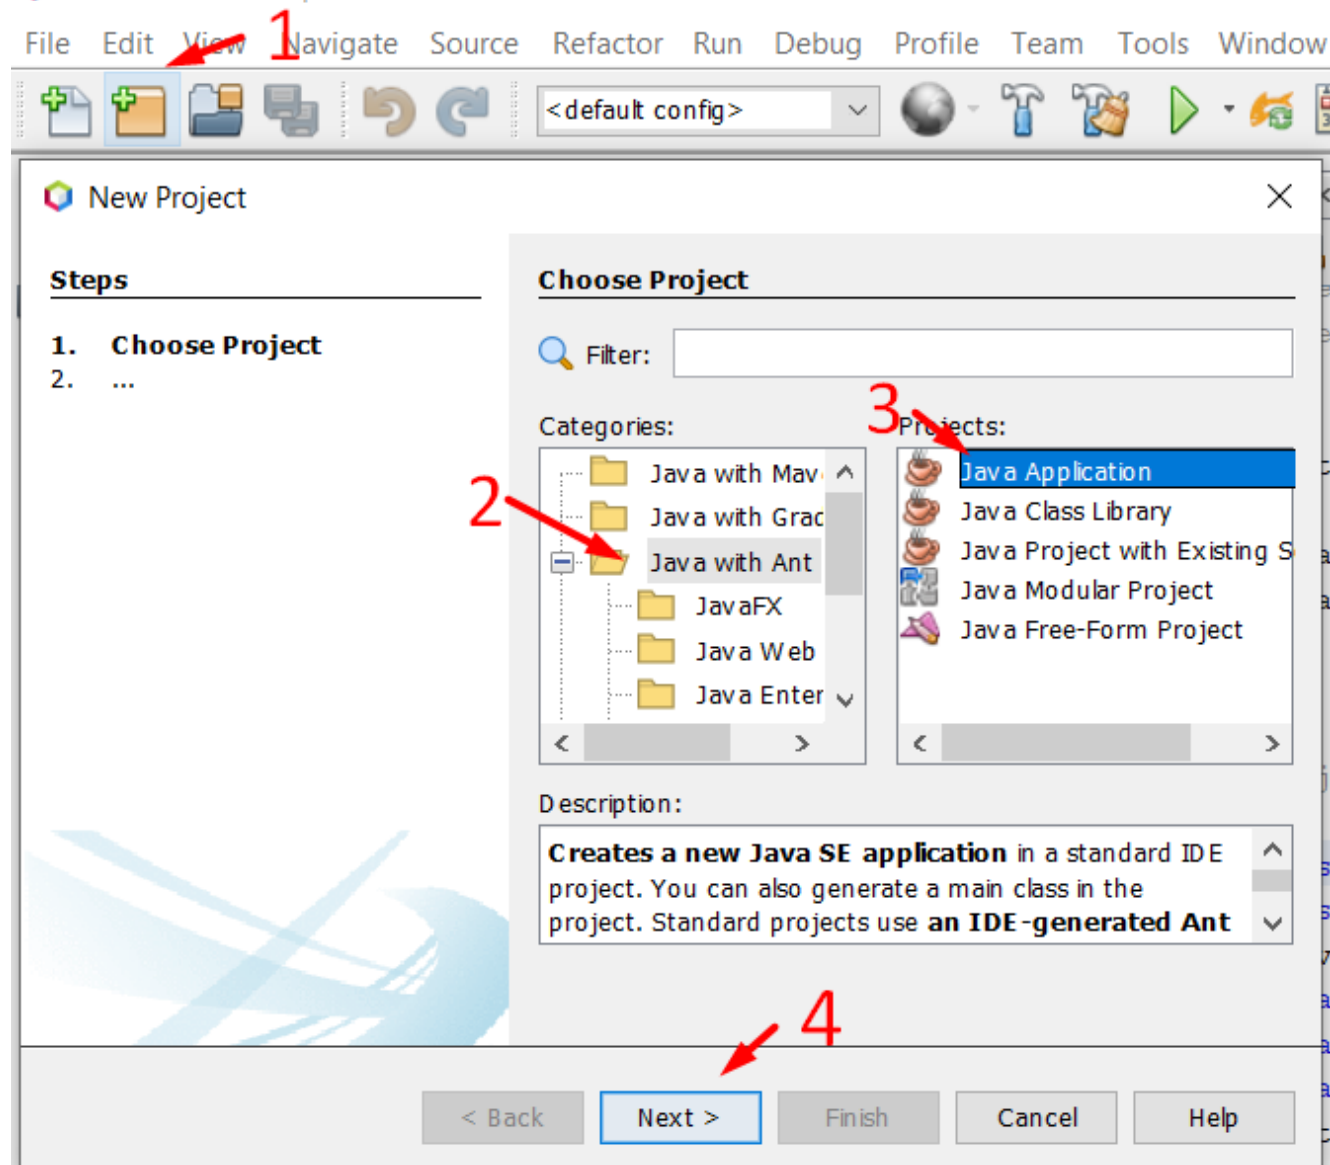 1
File Edit View Navigate Source Refactor Run Debug Profile Team Tools Window
<default config>
New Project
Steps
1. Choose Project
2. ...
Choose Project
Filter:
Categories:
2
Java with Mav
Java with Grad
Java with Ant
JavaFX
Java Web
Java Enter
3
Projects:
Java Application
Java Class Library
Java Project with Existing S
Java Modular Project
Java Free-Form Project
Description:
Creates a new Java SE application in a standard IDE
project. You can also generate a main class in the
project. Standard projects use an IDE-generated Ant
4
< Back Next > Finish Cancel Help